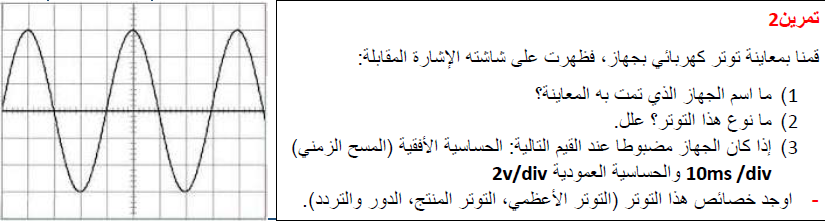 تمرين2
قمنا بمعاينة توتر كهربائي بجهاز، فظهرت على شاشته الإشارة المقابلة:
1) ما اسم الجهاز الذي تمت به المعاينة؟
2) ما نوع هذا التوتر؟ علل.
3) إذا كان الجهاز مضبوطا عند القيم التالية: الحساسية الأفقية (المسح الزمني)
10ms /div والحساسية العمودية 2v/div
- اوجد خصائص هذا التوتر (التوتر الأعظمي، التوتر المنتج، الدور والتردد).